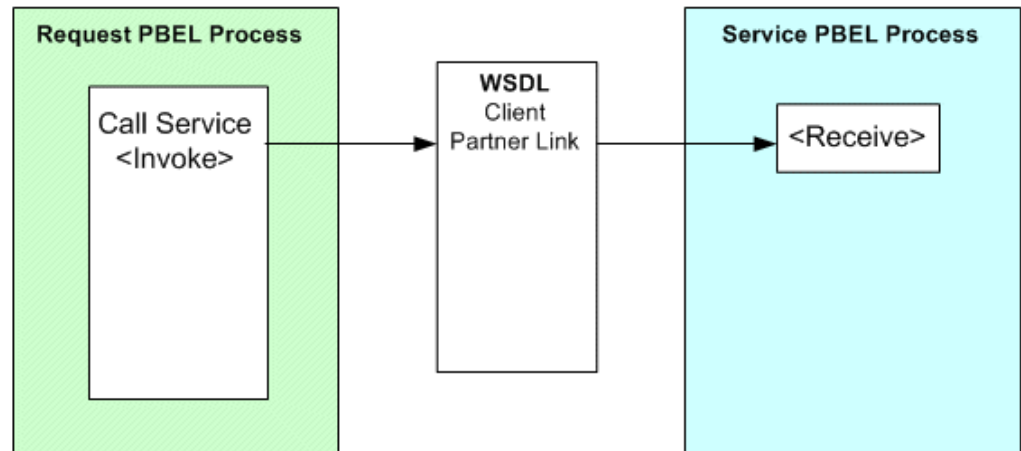 Request PBEL Process
Call Service
<Invoke>
WSDL
Client
Partner Link
Service PBEL Process
<Receive>